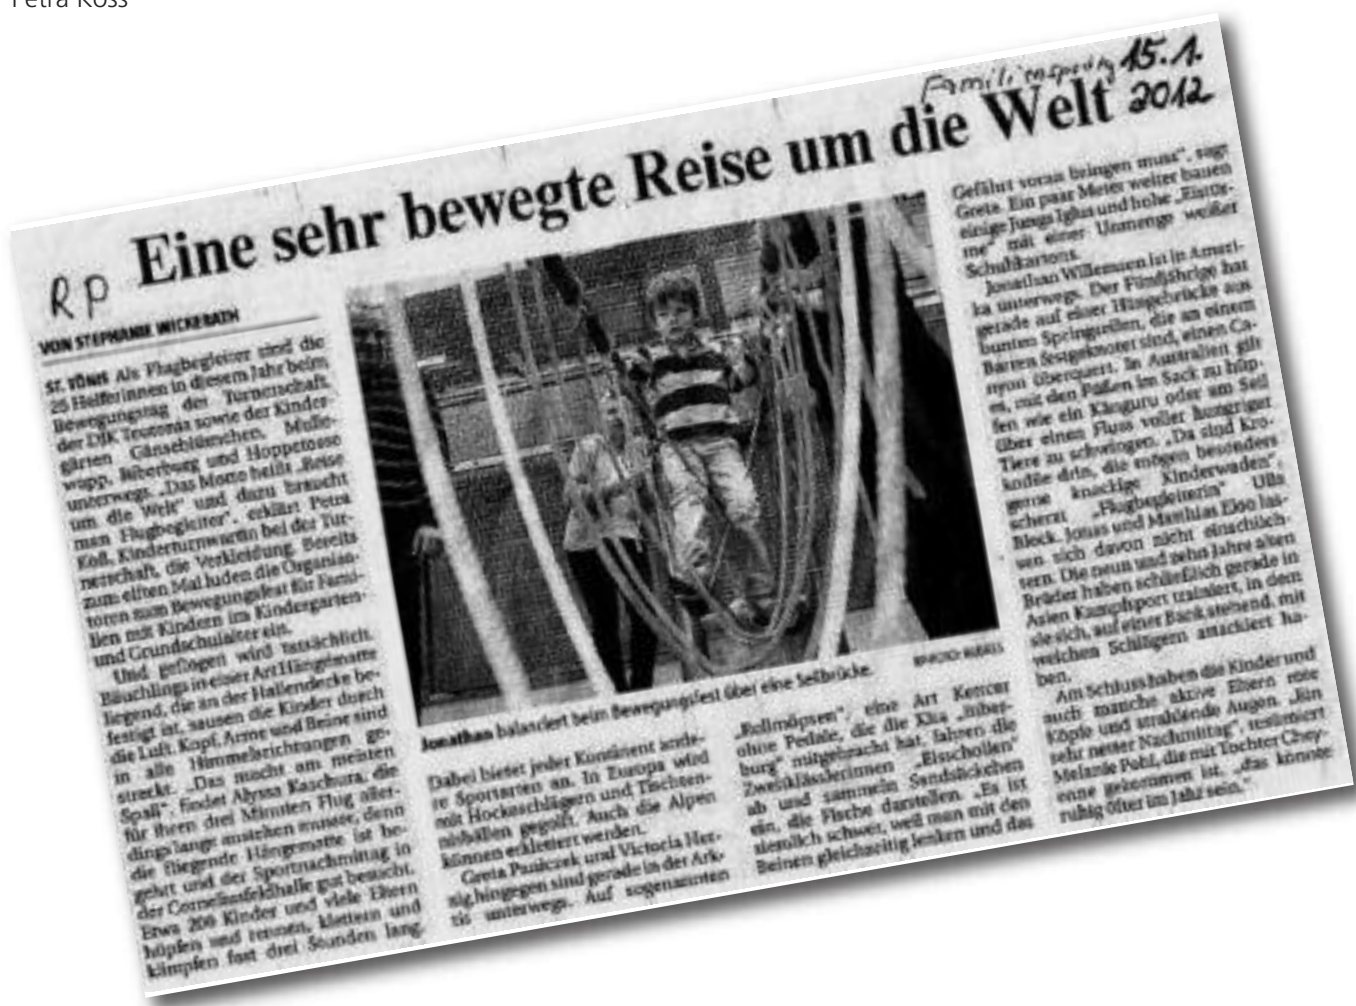 Petra Koss
Familiensporttag 15.1.
2012
RP
Eine sehr bewegte Reise um die Welt
VON STEPHANIE WICKERATH
ST. TÖNIS Als Flugbegleiter sind die
25 Helferinnen in diesem Jahr beim
Bewegungstag der Turnerschaft,
der DJK Teutonia sowie der Kinder-
gärten Gänseblümchen, Mulle-
wapp, Biberburg und Hoppetosse
unterwegs. „Das Motto heißt „Reise
um die Welt" und dazu braucht
man Flugbegleiter", erklärt Petra
Koß, Kinderturnwartin bei der Tur-
nerschaft, die Verkleidung. Bereits
zum elften Mal luden die Organisa-
toren zum Bewegungsfest für Fami-
lien mit Kindern im Kindergarten-
und Grundschulalter ein.
Und geflogen wird tatsächlich.
Bäuchlings in einer Art Hängematte
liegend, die an der Hallendecke be-
festigt ist, sausen die Kinder durch
die Luft. Kopf, Arme und Beine sind
in alle Himmelsrichtungen ge-
streckt. „Das macht am meisten
Spaß", findet Alyssa Kaschura, die
für ihren drei Minuten Flug aller-
dings lange anstehen musste, denn
die fliegende Hängematte ist be-
gehrt und der Sportnachmittag in
der Corneliusfeldhalle gut besucht.
Etwa 200 Kinder und viele Eltern
hüpfen und rennen, klettern und
kämpfen fast drei Stunden lang.
Jonathan balanciert beim Bewegungsfest über eine Seilbrücke.
RP-FOTO:
Dabei bietet jeder Kontinent ande-
re Sportarten an. In Europa wird
mit Hockeyschlägern und Tischten-
nisbällen gegolft. Auch die Alpen
können erklettert werden.
Greta Paniczek und Victoria Her-
zig hingegen sind gerade in der Ark-
tis unterwegs. Auf sogenannten
„Rollmöpsen", eine Art Kettcar
ohne Pedale, die die Kita „Biber-
burg" mitgebracht hat, fahren die
Zweitklässlerinnen „Eisschollen"
ab und sammeln Sandsäckchen
ein, die Fische darstellen. „Es ist
ziemlich schwer, weil man mit den
Beinen gleichzeitig lenken und das
Gefährt voran bringen muss", sagt
Greta. Ein paar Meter weiter bauen
einige Jungs Iglus und hohe „Eistür-
me" mit einer Unmenge weißer
Schuhkartons.
Jonathan Willemsen ist in Ameri-
ka unterwegs. Der Fünfjährige hat
gerade auf einer Hängebrücke aus
bunten Springseilen, die an einem
Barren festgeknotet sind, einen Ca-
nyon überquert. In Australien gilt
es, mit den Füßen im Sack zu hüp-
fen wie ein Känguru oder am Seil
über einen Fluss voller hungriger
Tiere zu schwingen. „Da sind Kro-
kodile drin, die mögen besonders
gerne knackige Kinderwaden",
scherzt „Flugbegleiterin" Ulla
Bleck. Jonas und Matthias Eloo las-
sen sich davon nicht einschüch-
tern. Die neun und zehn Jahre alten
Brüder haben schließlich gerade in
Asien Kampfsport trainiert, in dem
sie sich, auf einer Bank stehend, mit
weichen Schlägern attackiert ha-
ben.
Am Schluss haben die Kinder und
auch manche aktive Eltern rote
Köpfe und strahlende Augen. „Ein
sehr netter Nachmittag", resümiert
Melanie Pohl, die mit Tochter Chey-
enne gekommen ist, „das könnte
ruhig öfter im Jahr sein."